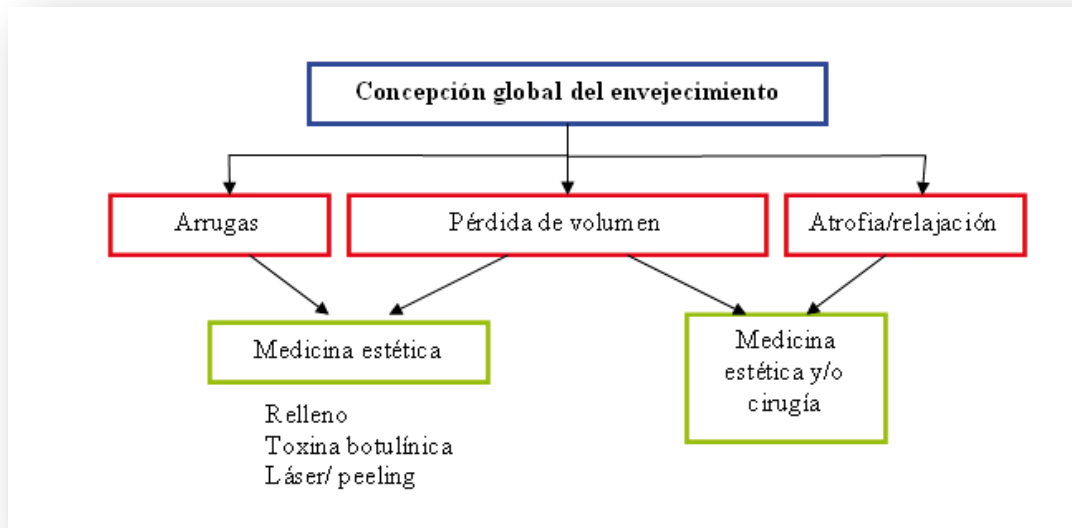 Concepción global del envejecimiento
Arrugas
Pérdida de volumen
Atrofia/relajación
Medicina estética
Medicina
estética y/o
cirugía
Relleno
Toxina botulínica
Láser/ peeling